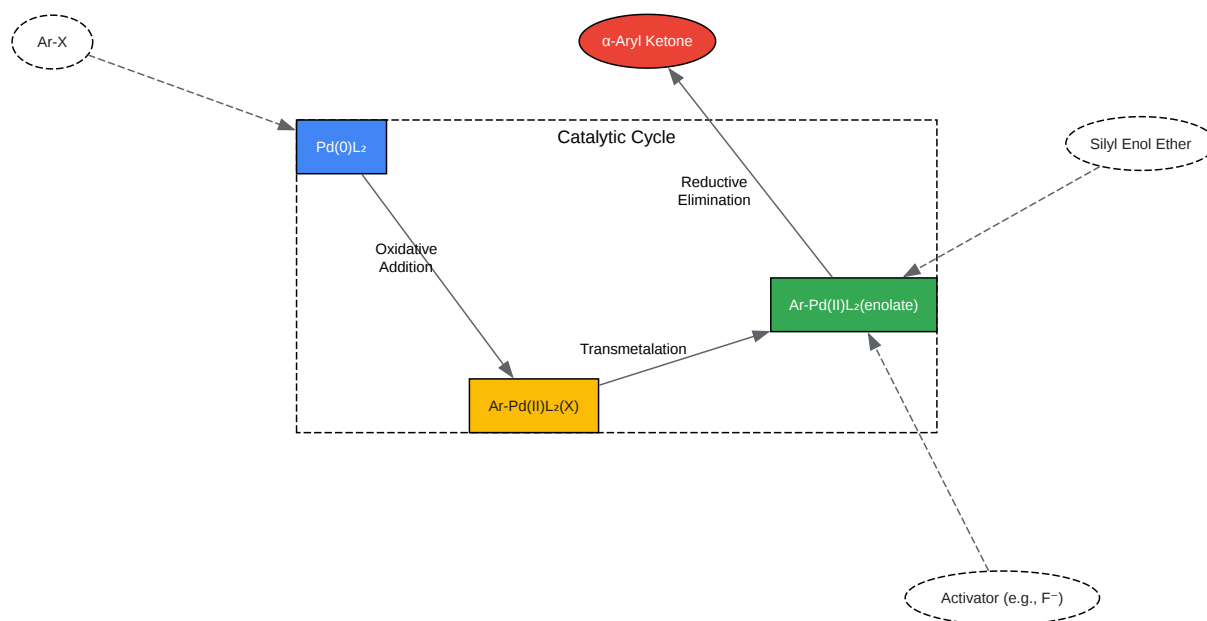 Ar-X
α-Aryl Ketone
Catalytic Cycle
Pd(0)L₂
Silyl Enol Ether
Reductive
Elimination
Oxidative
Addition
Ar-Pd(II)L₂(enolate)
Transmetalation
Ar-Pd(II)L₂(X)
Activator (e.g., F⁻)